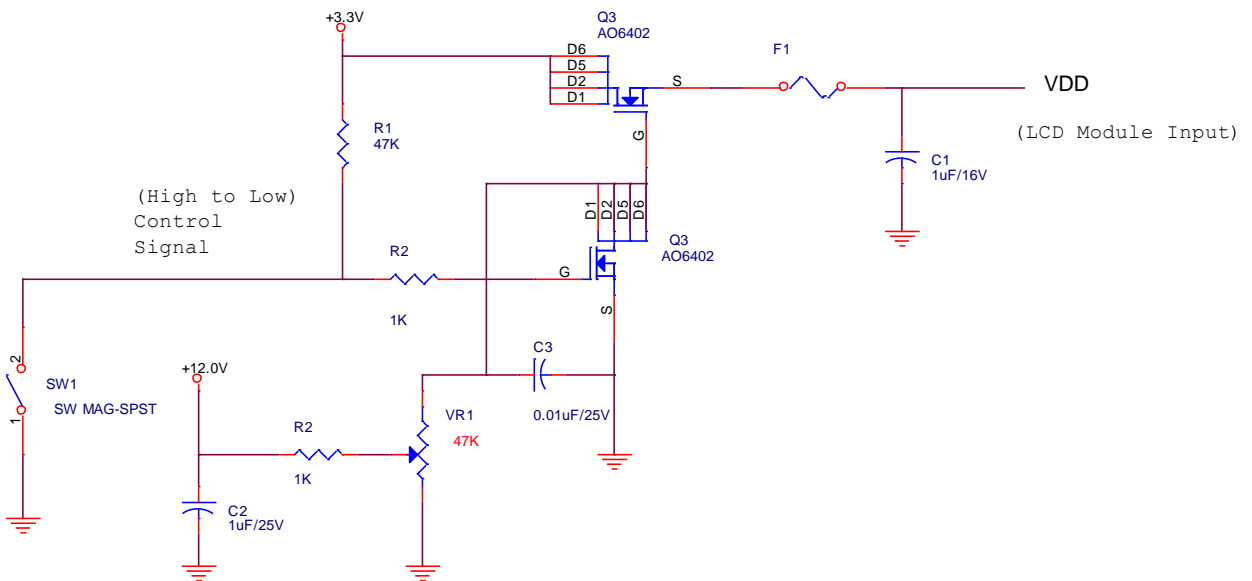 +3.3V
Q3
AO6402
F1
D6
D5
D2
D1
S
VDD
R1
47K
G
(LCD Module Input)
C1
1uF/16V
(High to Low)
Control
Signal
D1
D2
D5
D6
Q3
AO6402
R2
G
1K
S
C3
2
+12.0V
SW1
SW MAG-SPST
1
0.01uF/25V
VR1
47K
R2
1K
C2
1uF/25V